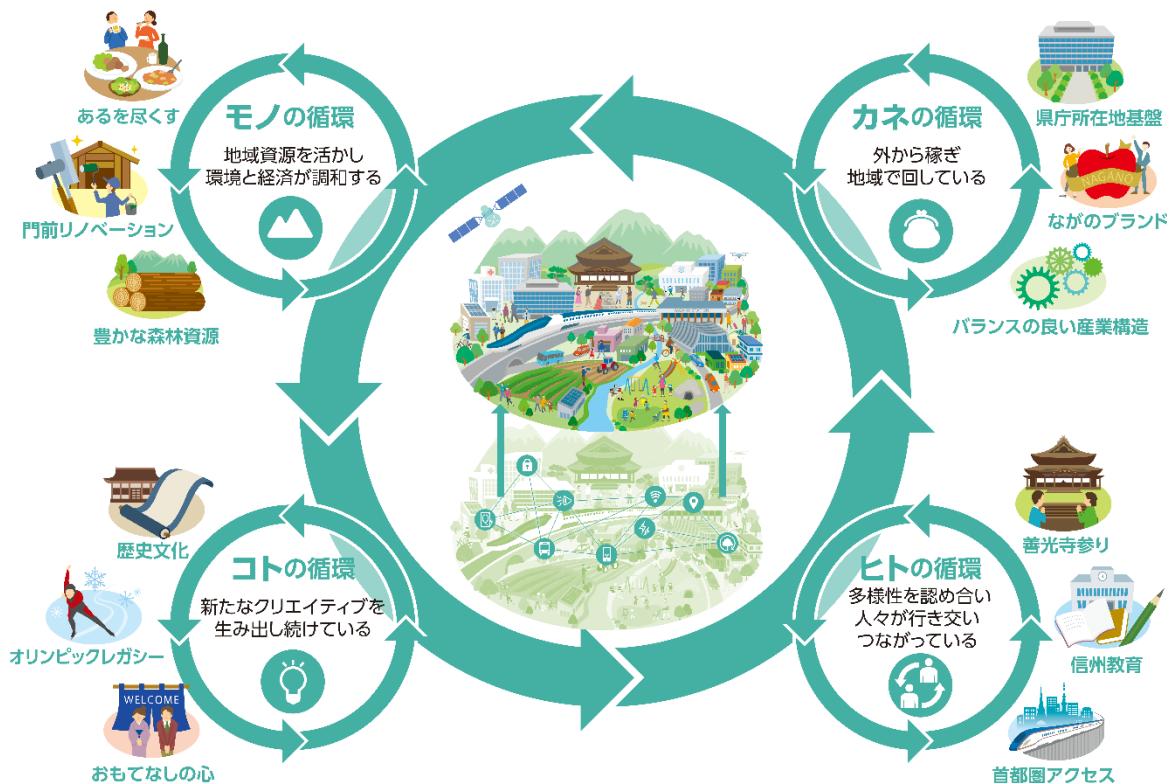 あるを尽くす
門前リノベーション
豊かな森林資源
モノの循環
地域資源を活かし
環境と経済が調和する
カネの循環
外から稼ぎ
地域で回している
県庁所在地基盤
NAGANO
ながのブランド
バランスの良い産業構造
歴史文化
オリンピックレガシー
WELCOME
おもてなしの心
コトの循環
新たなクリエイティブを
生み出し続けている
ヒトの循環
多様性を認め合い
人々が行き交い
つながっている
善光寺参り
信州教育
首都圏アクセス